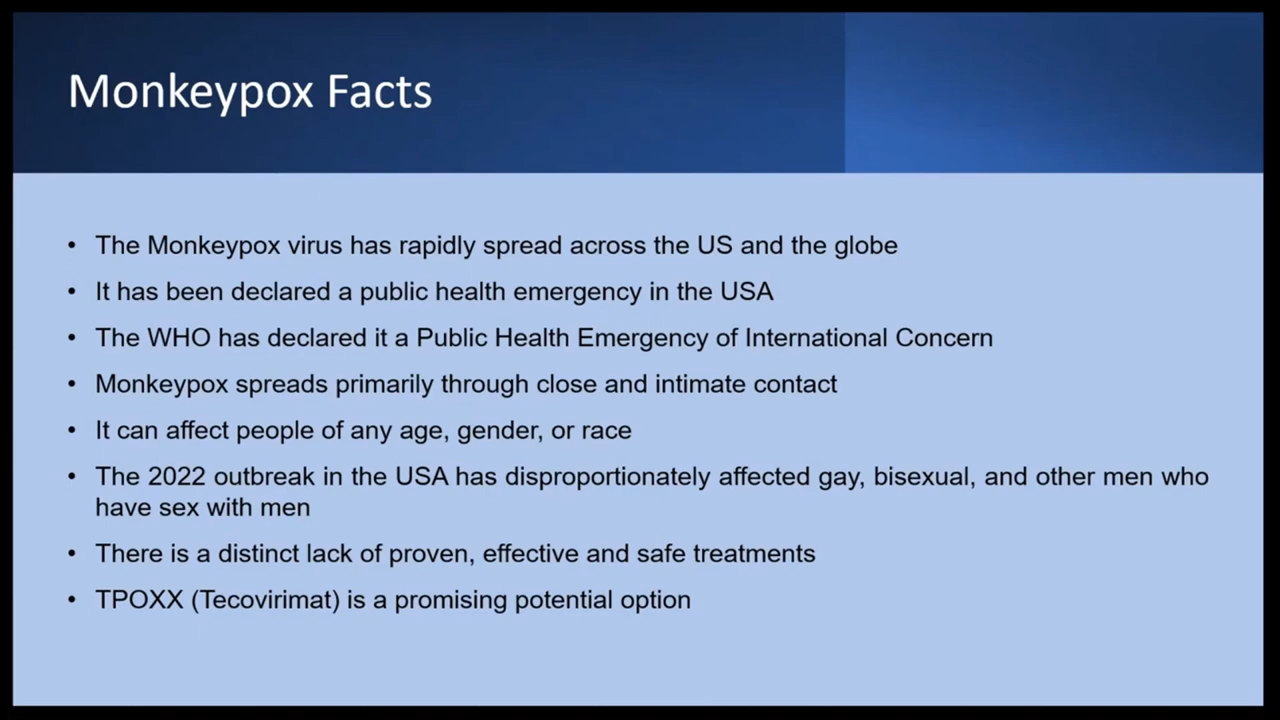 Monkeypox Facts
• The Monkeypox virus has rapidly spread across the US and the globe
• It has been declared a public health emergency in the USA
• The WHO has declared it a Public Health Emergency of International Concern
• Monkeypox spreads primarily through close and intimate contact
• It can affect people of any age, gender, or race
• The 2022 outbreak in the USA has disproportionately affected gay, bisexual, and other men who
have sex with men
• There is a distinct lack of proven, effective and safe treatments
• TPOXX (Tecovirimat) is a promising potential option